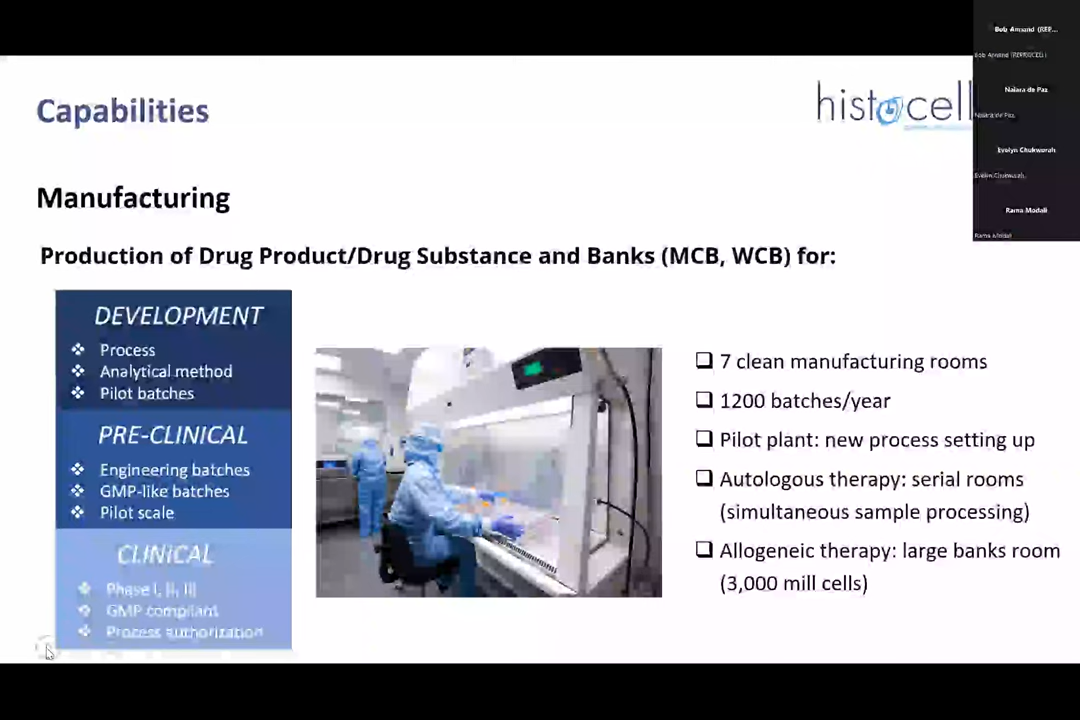 Capabilities
histocell
Manufacturing
Production of Drug Product/Drug Substance and Banks (MCB, WCB) for:
DEVELOPMENT
❖ Process
❖ Analytical method
❖ Pilot batches
PRE-CLINICAL
❖ Engineering batches
❖ GMP-like batches
❖ Pilot scale
CLINICAL
❖ Phase I, II, III
❖ GMP compliant
❖ Process authorization
❑ 7 clean manufacturing rooms
❑ 1200 batches/year
❑ Pilot plant: new process setting up
❑ Autologous therapy: serial rooms
(simultaneous sample processing)
❑ Allogeneic therapy: large banks room
(3,000 mill cells)
Bob Annand (REP...
Bob Annand (REPROCELL)
Naiara de Paz
Naiara de Paz
Evelyn Chukwurah
Evelyn Chukwurah
Rama Modali
Rama Modali